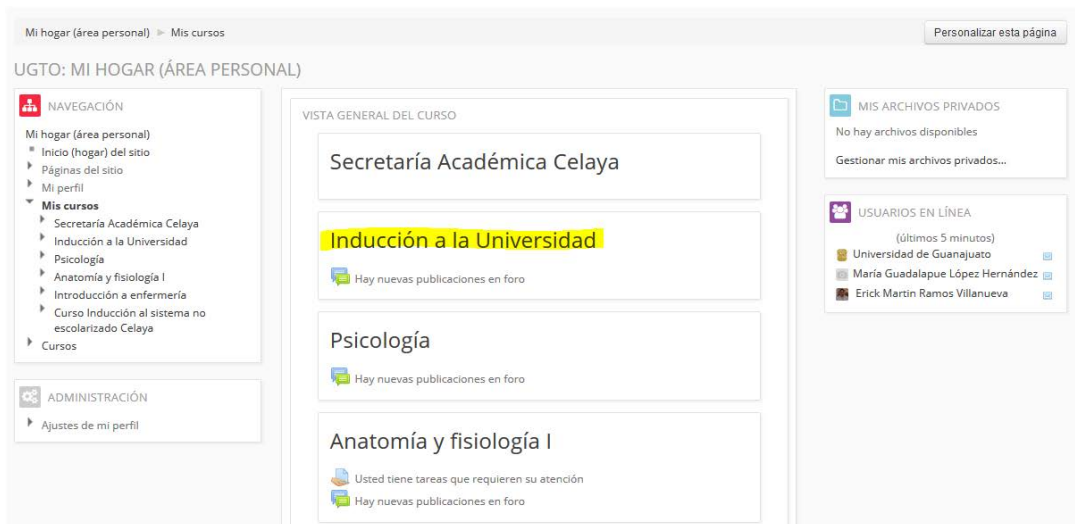 Mi hogar (área personal) ► Mis cursos
Personalizar esta página
UGTO: MI HOGAR (ÁREA PERSONAL)
NAVEGACIÓN
Mi hogar (área personal)
Inicio (hogar) del sitio
Páginas del sitio
Mi perfil
Mis cursos
Secretaría Académica Celaya
Inducción a la Universidad
Psicología
Anatomía y fisiología I
Introducción a enfermería
Curso Inducción al sistema no
escolarizado Celaya
Cursos
ADMINISTRACIÓN
Ajustes de mi perfil
VISTA GENERAL DEL CURSO
Secretaría Académica Celaya
Inducción a la Universidad
Hay nuevas publicaciones en foro
Psicología
Hay nuevas publicaciones en foro
Anatomía y fisiología I
Usted tiene tareas que requieren su atención
Hay nuevas publicaciones en foro
MIS ARCHIVOS PRIVADOS
No hay archivos disponibles
Gestionar mis archivos privados...
USUARIOS EN LÍNEA
(últimos 5 minutos)
Universidad de Guanajuato
María Guadalapue López Hernández
Erick Martin Ramos Villanueva